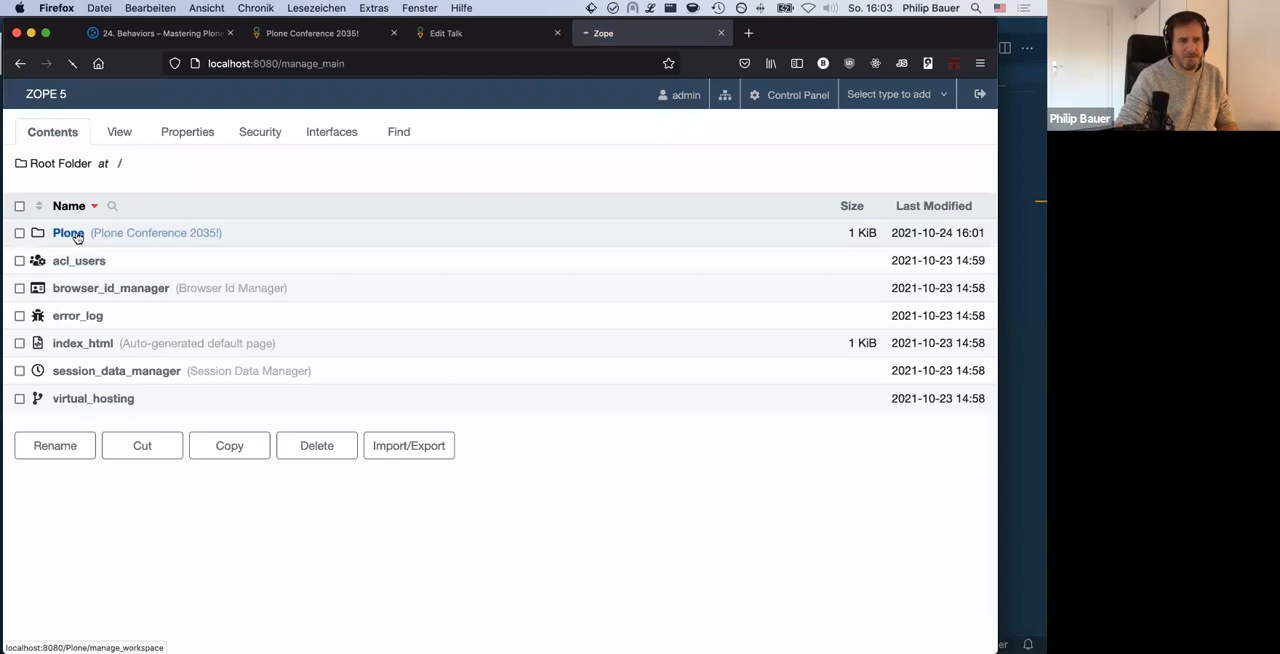 Firefox Datei Bearbeiten Ansicht Chronik Lesezeichen Extras Fenster Hilfe So. 16:03 Philip Bauer
24. Behaviors – Mastering Plone
Plone Conference 2035!
Edit Talk
Zope
localhost:8080/manage_main
ZOPE 5
admin
Control Panel
Select type to add
Contents View Properties Security Interfaces Find
Root Folder at /
Name Size Last Modified
Plone (Plone Conference 2035!) 1 KiB 2021-10-24 16:01
acl_users 2021-10-23 14:59
browser_id_manager (Browser Id Manager) 2021-10-23 14:58
error_log 2021-10-23 14:58
index_html (Auto-generated default page) 1 KiB 2021-10-23 14:58
session_data_manager (Session Data Manager) 2021-10-23 14:58
virtual_hosting 2021-10-23 14:58
Rename Cut Copy Delete Import/Export
localhost:8080/Plone/manage_workspace
Philip Bauer